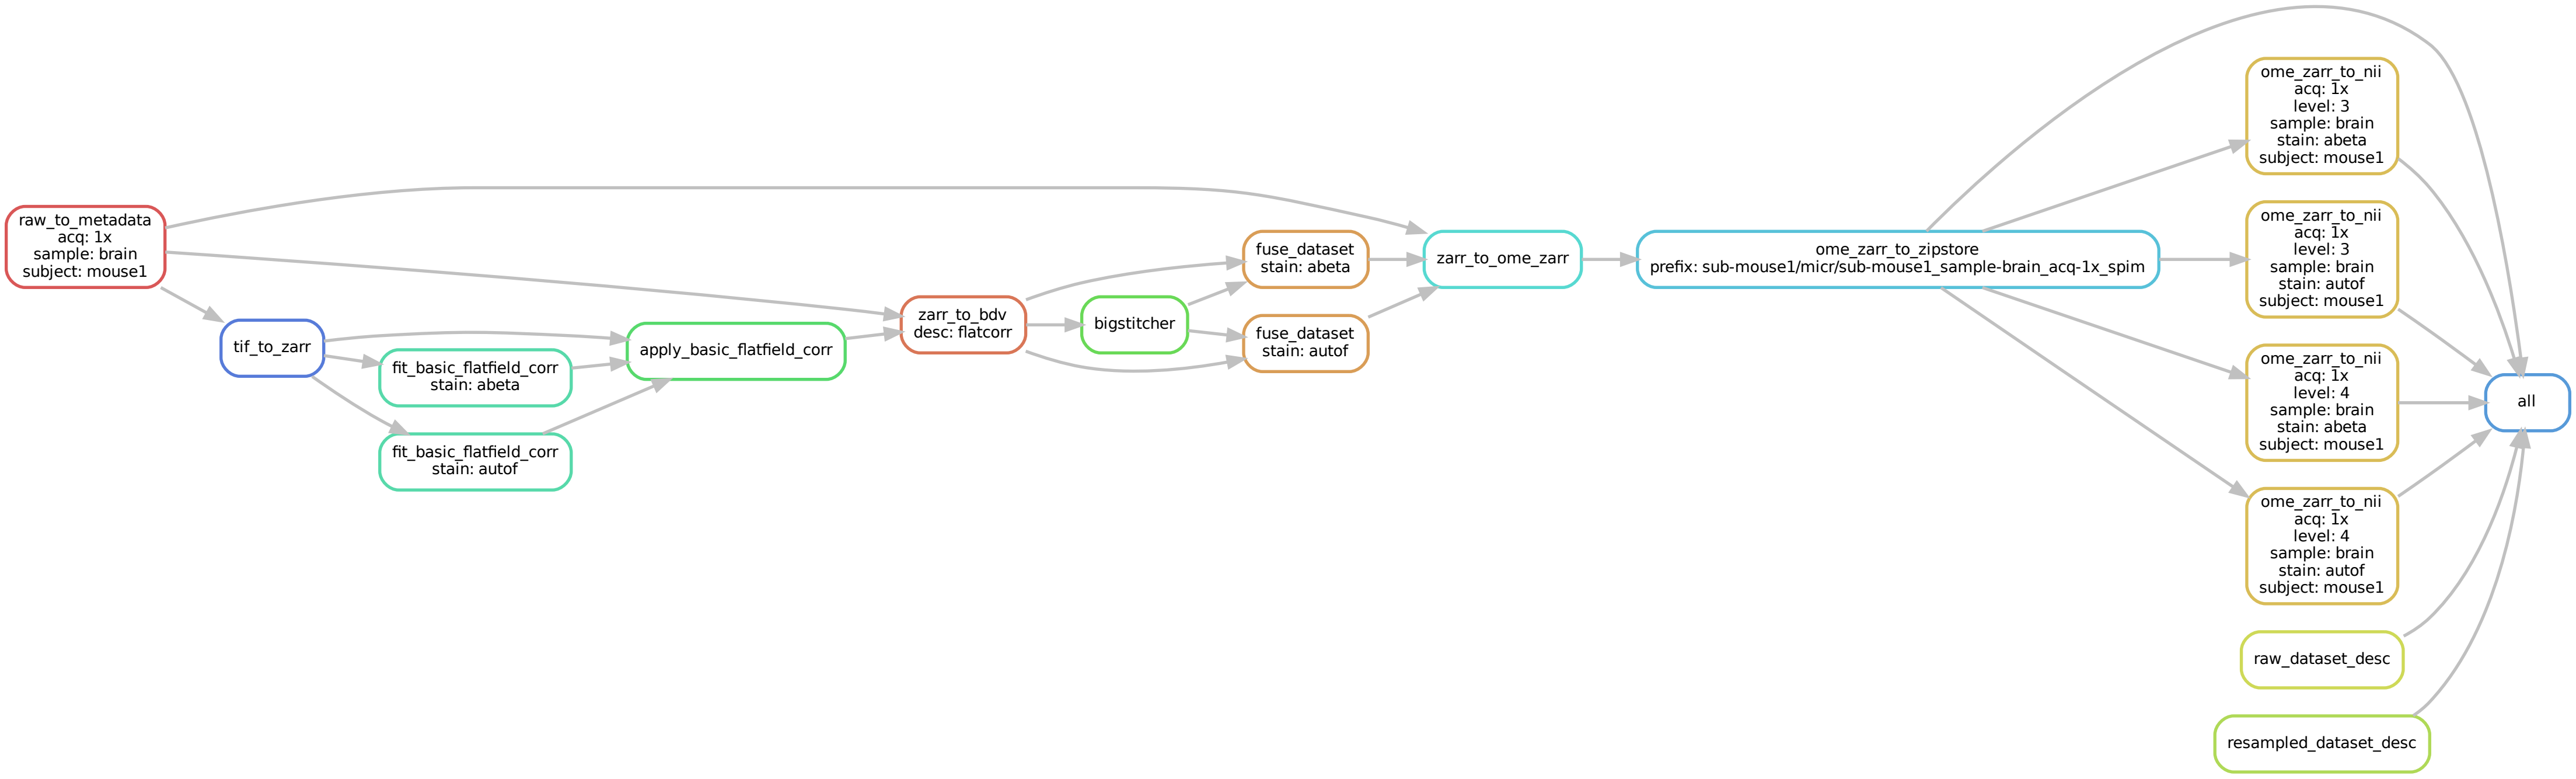 raw_to_metadata
acq: 1x
sample: brain
subject: mouse1
tif_to_zarr
fit_basic_flatfield_corr
stain: abeta
fit_basic_flatfield_corr
stain: autof
apply_basic_flatfield_corr
zarr_to_bdv
desc: flatcorr
bigstitcher
fuse_dataset
stain: abeta
fuse_dataset
stain: autof
zarr_to_ome_zarr
ome_zarr_to_zipstore
prefix: sub-mouse1/micr/sub-mouse1_sample-brain_acq-1x_spim
ome_zarr_to_nii
acq: 1x
level: 3
sample: brain
stain: abeta
subject: mouse1
ome_zarr_to_nii
acq: 1x
level: 3
sample: brain
stain: autof
subject: mouse1
ome_zarr_to_nii
acq: 1x
level: 4
sample: brain
stain: abeta
subject: mouse1
ome_zarr_to_nii
acq: 1x
level: 4
sample: brain
stain: autof
subject: mouse1
raw_dataset_desc
resampled_dataset_desc
all